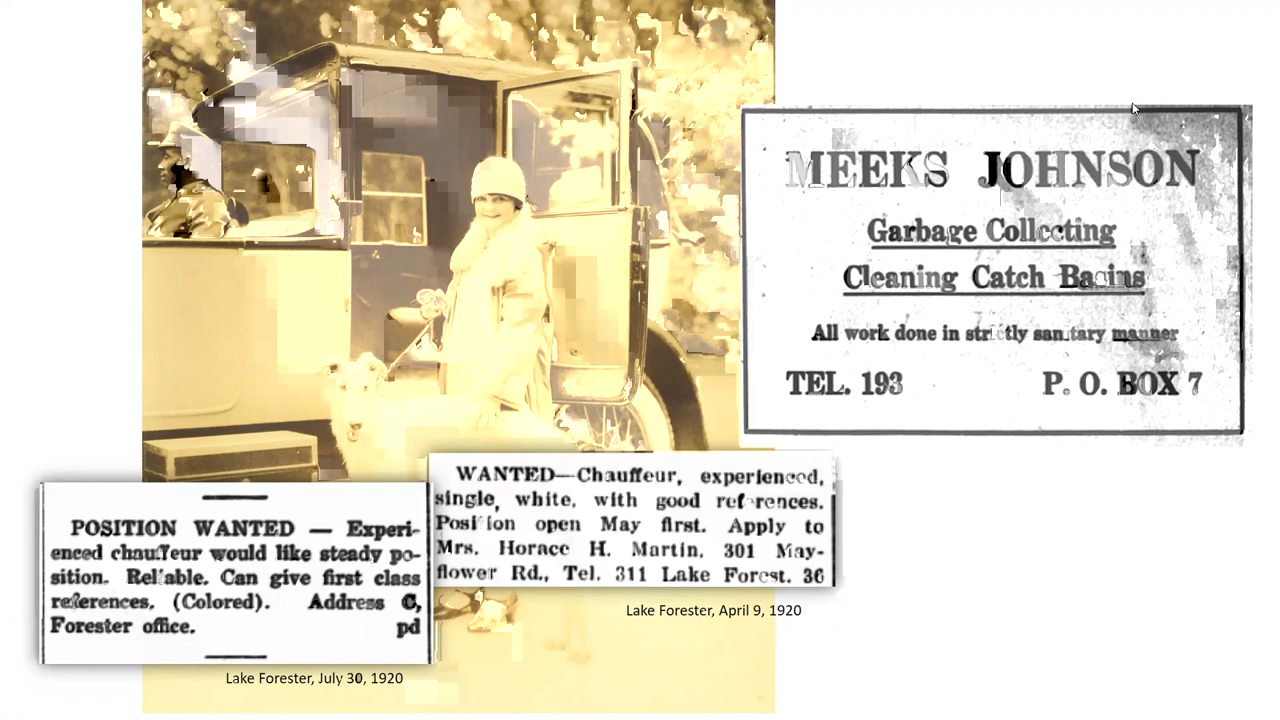 MEEKS JOHNSON
Garbage Collecting
Cleaning Catch Basins
All work done in strictly sanitary manner
TEL. 193 P. O. BOX 7
WANTED—Chauffeur, experienced,
single, white, with good references.
Position open May first. Apply to
Mrs. Horace H. Martin, 301 May-
flower Rd., Tel. 311 Lake Forest. 36
Lake Forester, April 9, 1920
POSITION WANTED — Experi-
enced chauffeur would like steady po-
sition. Reliable. Can give first class
references. (Colored). Address C,
Forester office. pd
Lake Forester, July 30, 1920